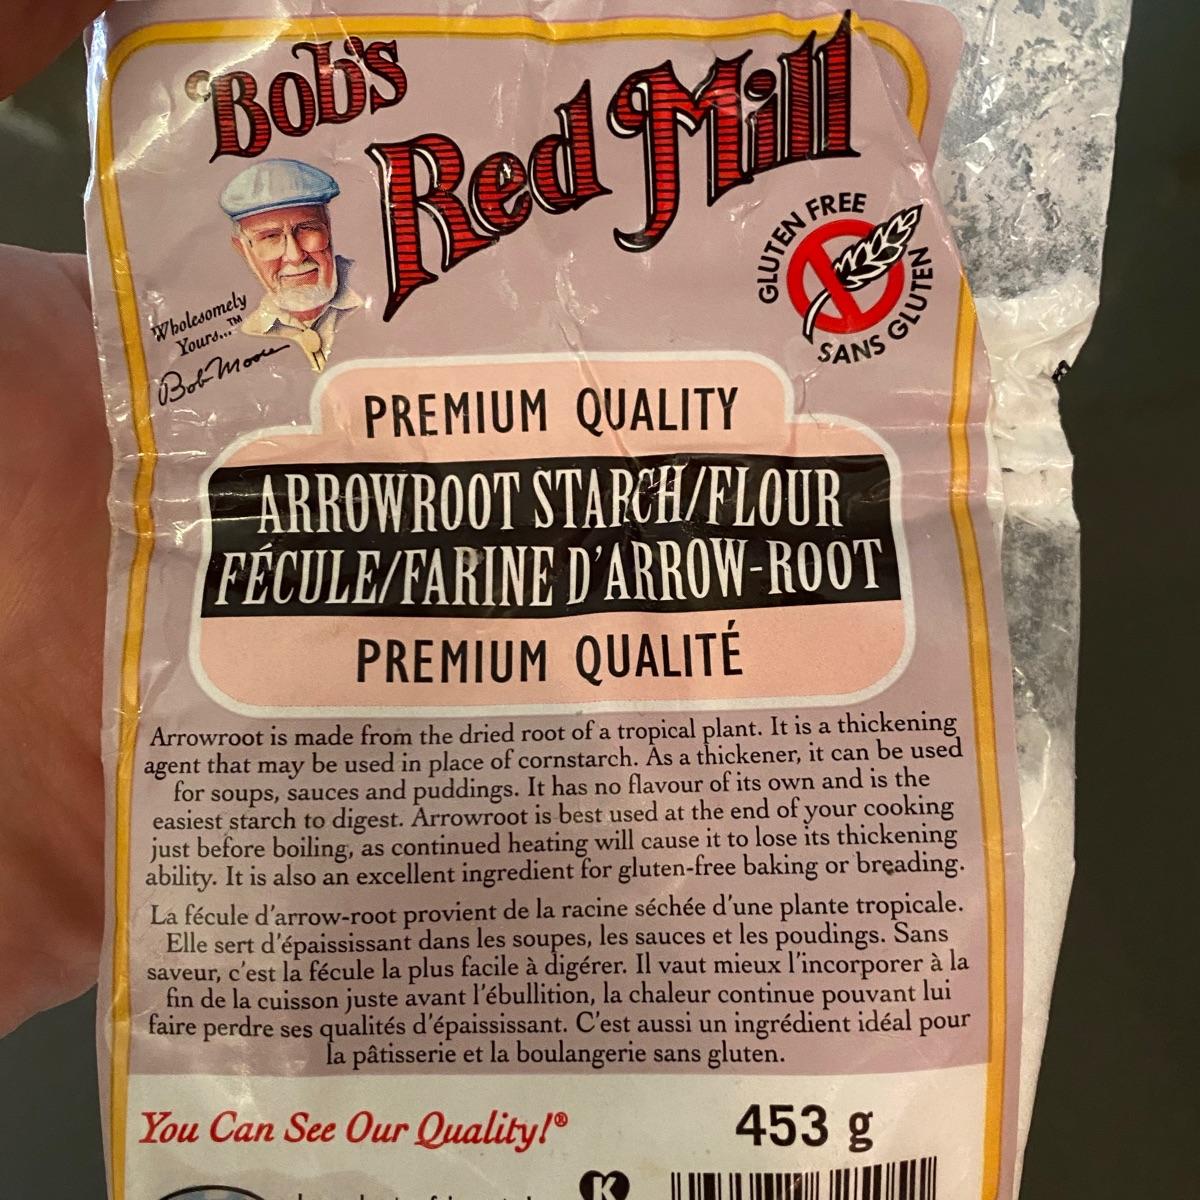 Bob's
Red Mill
GLUTEN FREE
SANS GLUTEN
Wholesomely
Yours...™
Bob Moore
PREMIUM QUALITY
ARROWROOT STARCH/FLOUR
FÉCULE/FARINE D'ARROW-ROOT
PREMIUM QUALITÉ
Arrowroot is made from the dried root of a tropical plant. It is a thickening
agent that may be used in place of cornstarch. As a thickener, it can be used
for soups, sauces and puddings. It has no flavour of its own and is the
easiest starch to digest. Arrowroot is best used at the end of your cooking
just before boiling, as continued heating will cause it to lose its thickening
ability. It is also an excellent ingredient for gluten-free baking or breading.
La fécule d'arrow-root provient de la racine séchée d'une plante tropicale.
Elle sert d'épaississant dans les soupes, les sauces et les poudings. Sans
saveur, c'est la fécule la plus facile à digérer. Il vaut mieux l'incorporer à la
fin de la cuisson juste avant l'ébullition, la chaleur continue pouvant lui
faire perdre ses qualités d'épaississant. C'est aussi un ingrédient idéal pour
la pâtisserie et la boulangerie sans gluten.
You Can See Our Quality!®
453 g
K